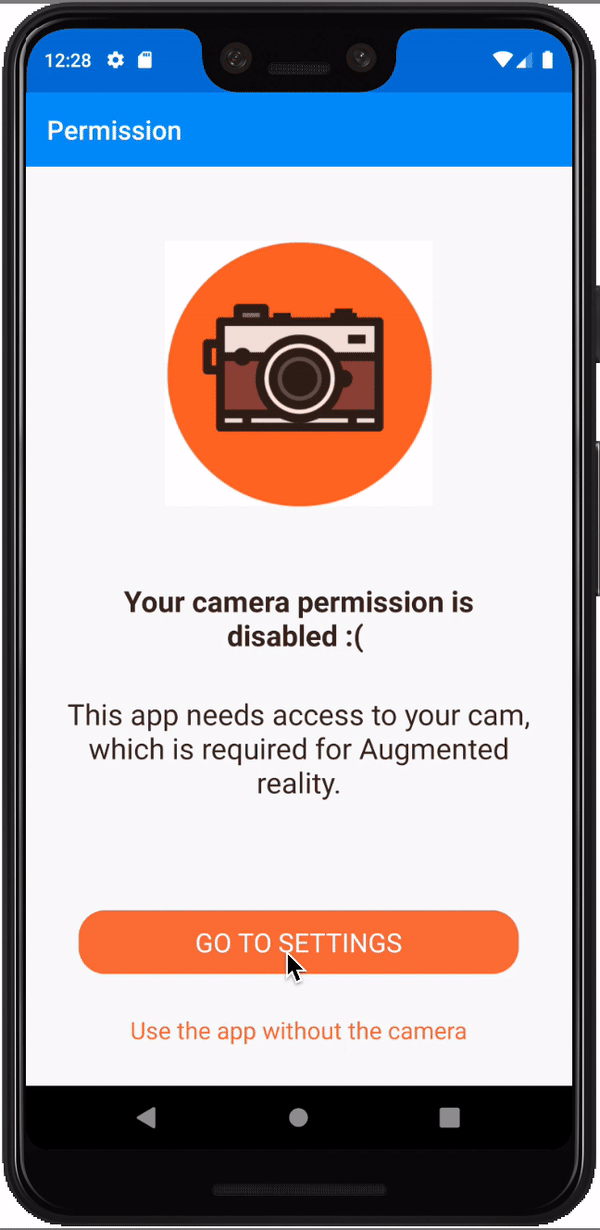 12:28
Permission
Your camera permission is
disabled :(
This app needs access to your cam,
which is required for Augmented
reality.
GO TO SETTINGS
Use the app without the camera